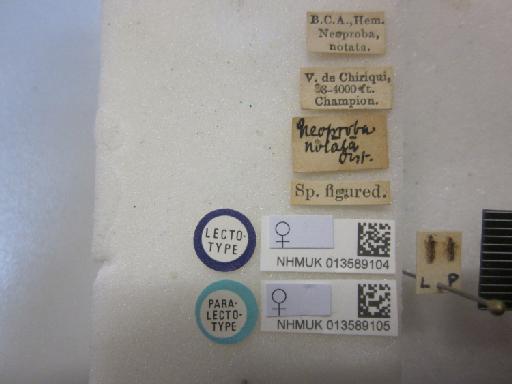 B.C.A., Hem.
Neoproba,
notata.
V. de Chiriqui,
25-4000 ft.
Champion.
Neoproba
notata
Dist.
Sp. figured.
LECTO-
TYPE
♀
NHMUK 013589104
PARA-
LECTO-
TYPE
♀
NHMUK 013589105
L P